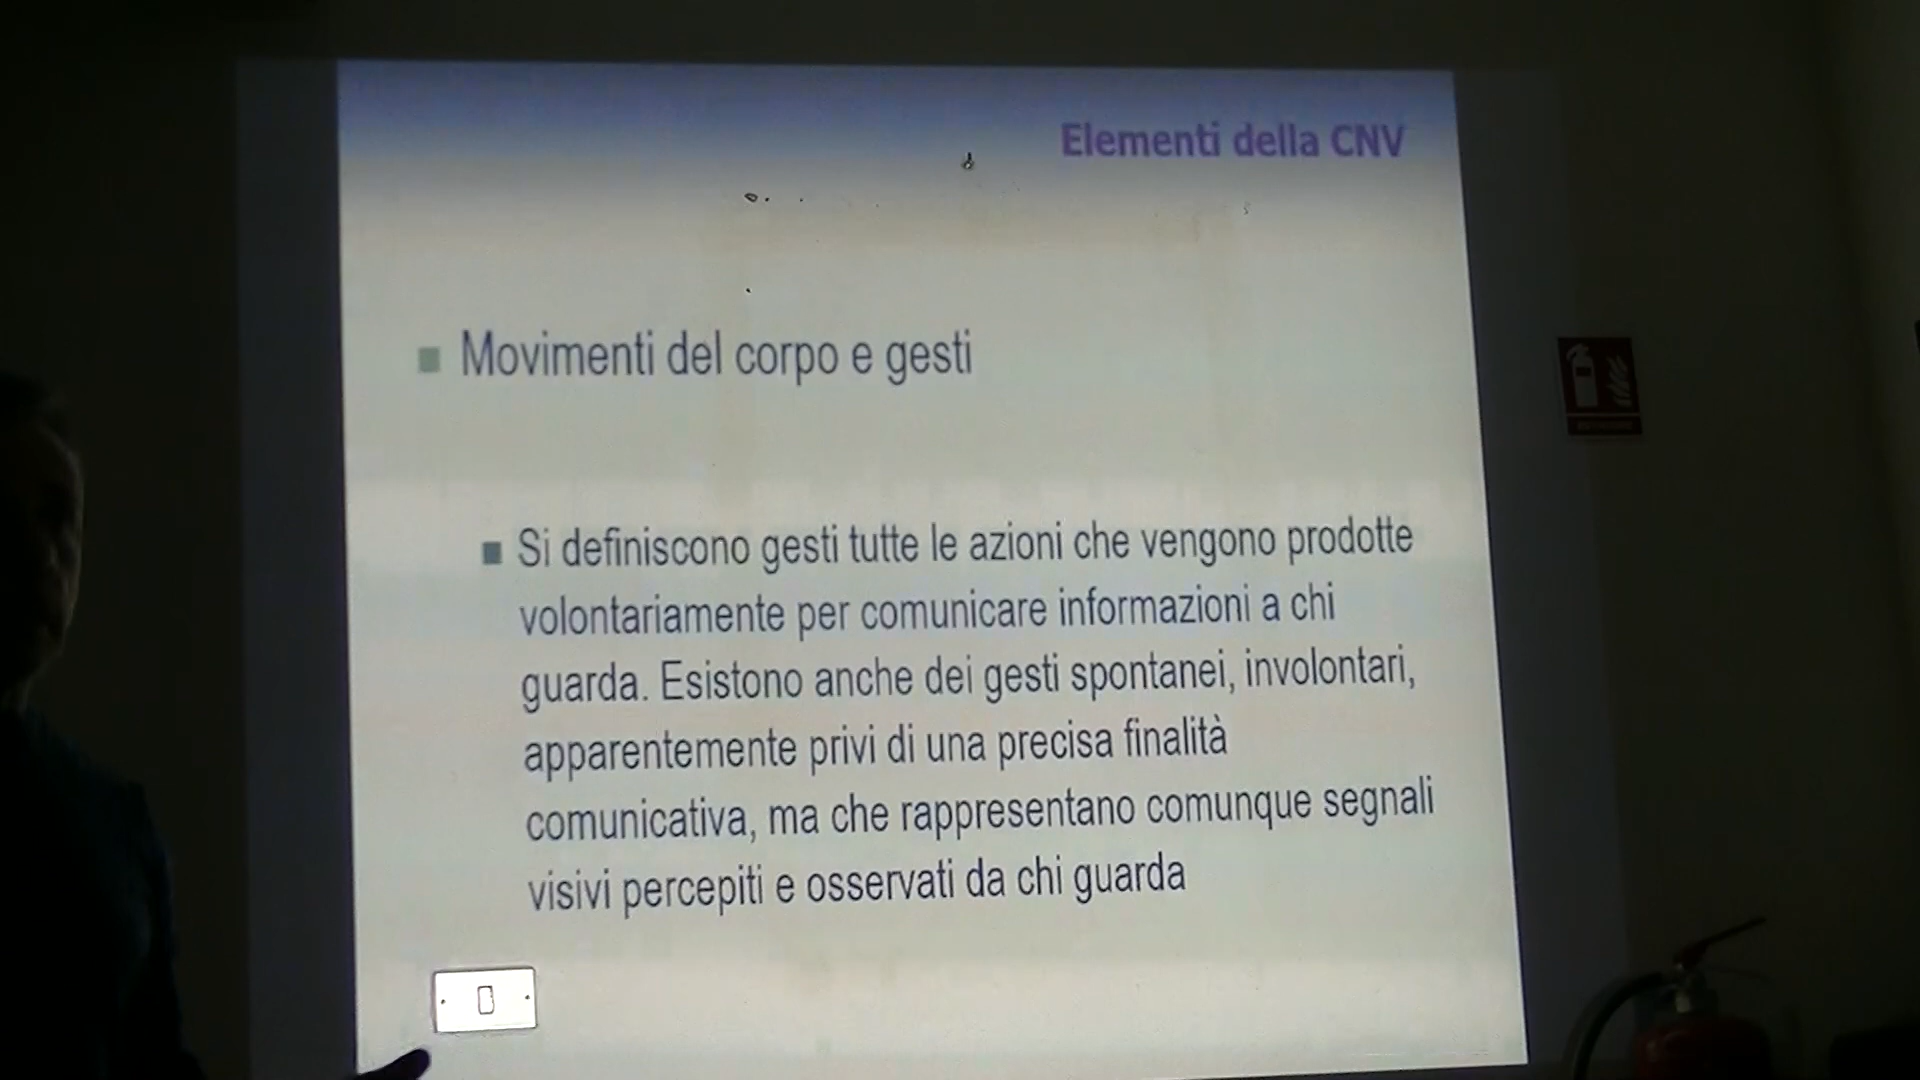 Elementi della CNV
Movimenti del corpo e gesti
Si definiscono gesti tutte le azioni che vengono prodotte
volontariamente per comunicare informazioni a chi
guarda. Esistono anche dei gesti spontanei, involontari,
apparentemente privi di una precisa finalità
comunicativa, ma che rappresentano comunque segnali
visivi percepiti e osservati da chi guarda